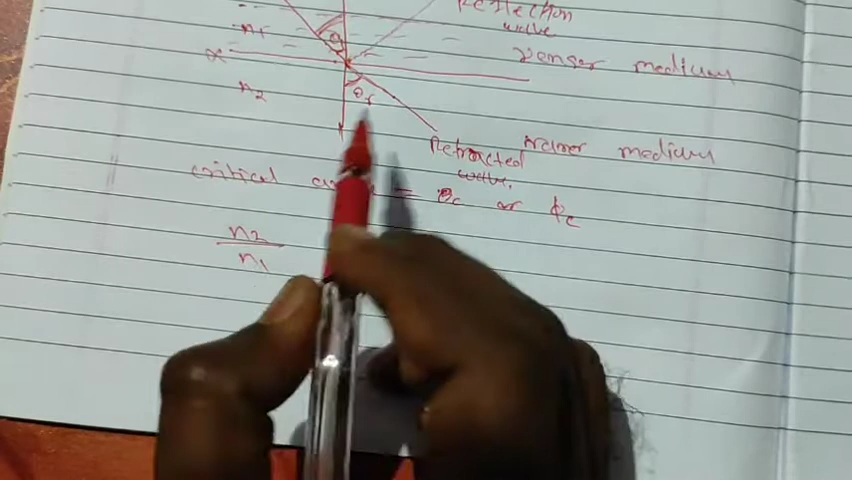 Reflection
wave
n1
θ
Denser medium
n2
θr
Rarer medium
Refracted
wave.
critical = θc or ϕc
n2
n1